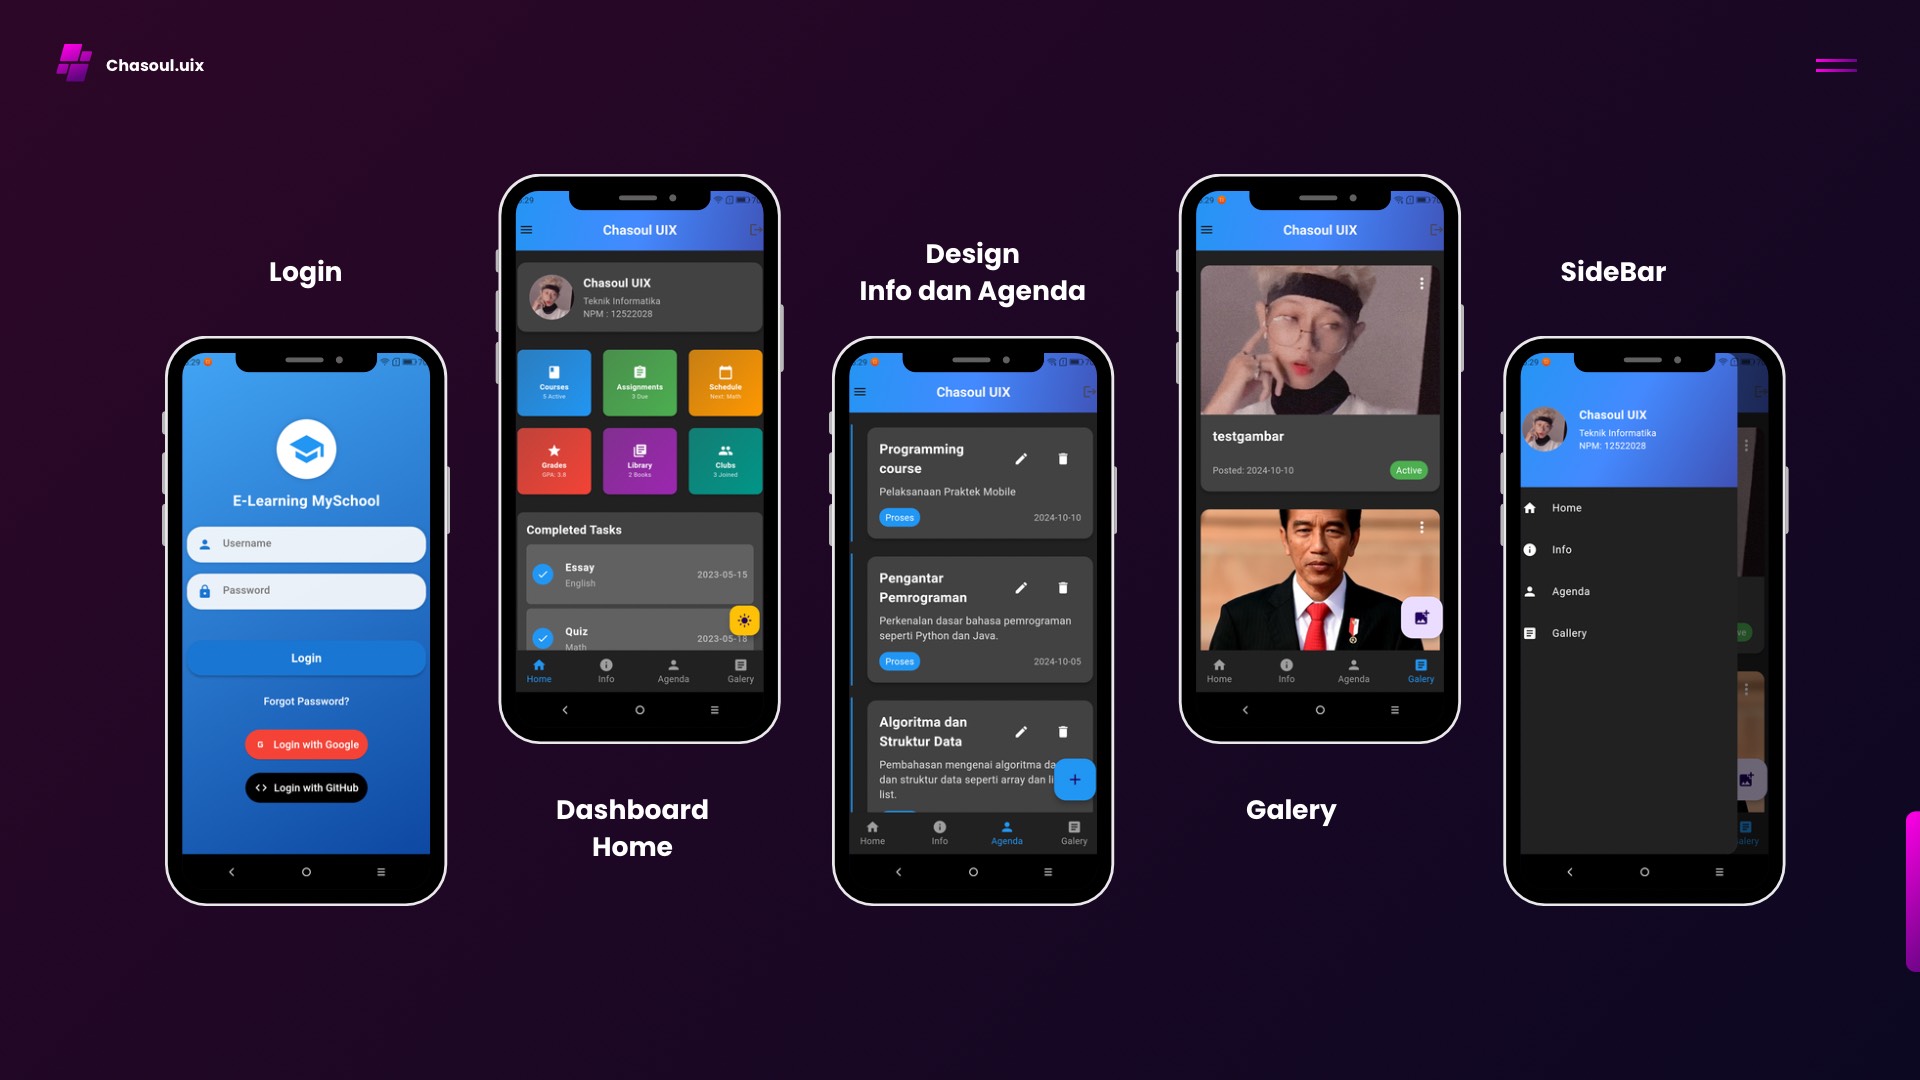 Chasoul.uix
Login
E-Learning MySchool
Username
Password
Login
Forgot Password?
G Login with Google
Login with GitHub
Chasoul UIX
Chasoul UIX
Teknik Informatika
NPM : 12522028
Courses
5 Active
Assignments
3 Due
Schedule
Next: Math
Grades
GPA: 3.8
Library
2 Books
Clubs
3 Joined
Completed Tasks
Essay
English
2023-05-15
Quiz
Math
2023-05-18
Home
Info
Agenda
Galery
Dashboard
Home
Design
Info dan Agenda
Chasoul UIX
Programming
course
Pelaksanaan Praktek Mobile
Proses
2024-10-10
Pengantar
Pemrograman
Perkenalan dasar bahasa pemrograman
seperti Python dan Java.
Proses
2024-10-05
Algoritma dan
Struktur Data
Pembahasan mengenai algoritma da
dan struktur data seperti array dan li
list.
Home
Info
Agenda
Galery
Chasoul UIX
testgambar
Posted: 2024-10-10
Active
Home
Info
Agenda
Galery
Galery
SideBar
Chasoul UIX
Teknik Informatika
NPM: 12522028
Home
Info
Agenda
Gallery